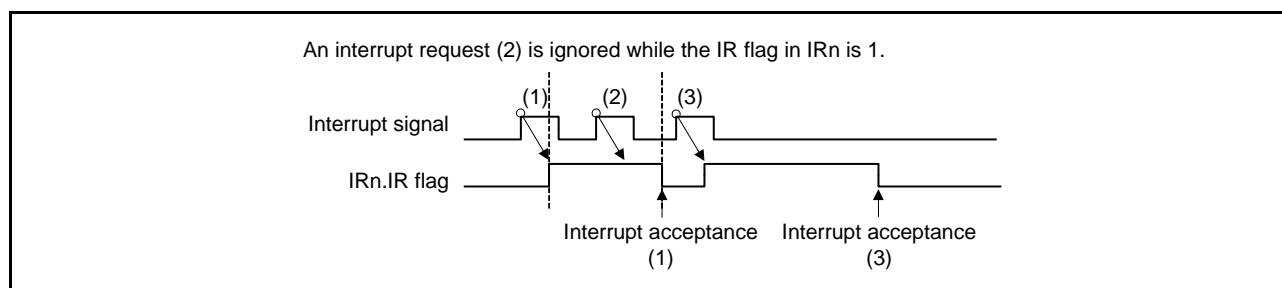 An interrupt request (2) is ignored while the IR flag in IRn is 1.
(1) (2) (3)
Interrupt signal
IRn.IR flag
Interrupt acceptance Interrupt acceptance
(1) (3)